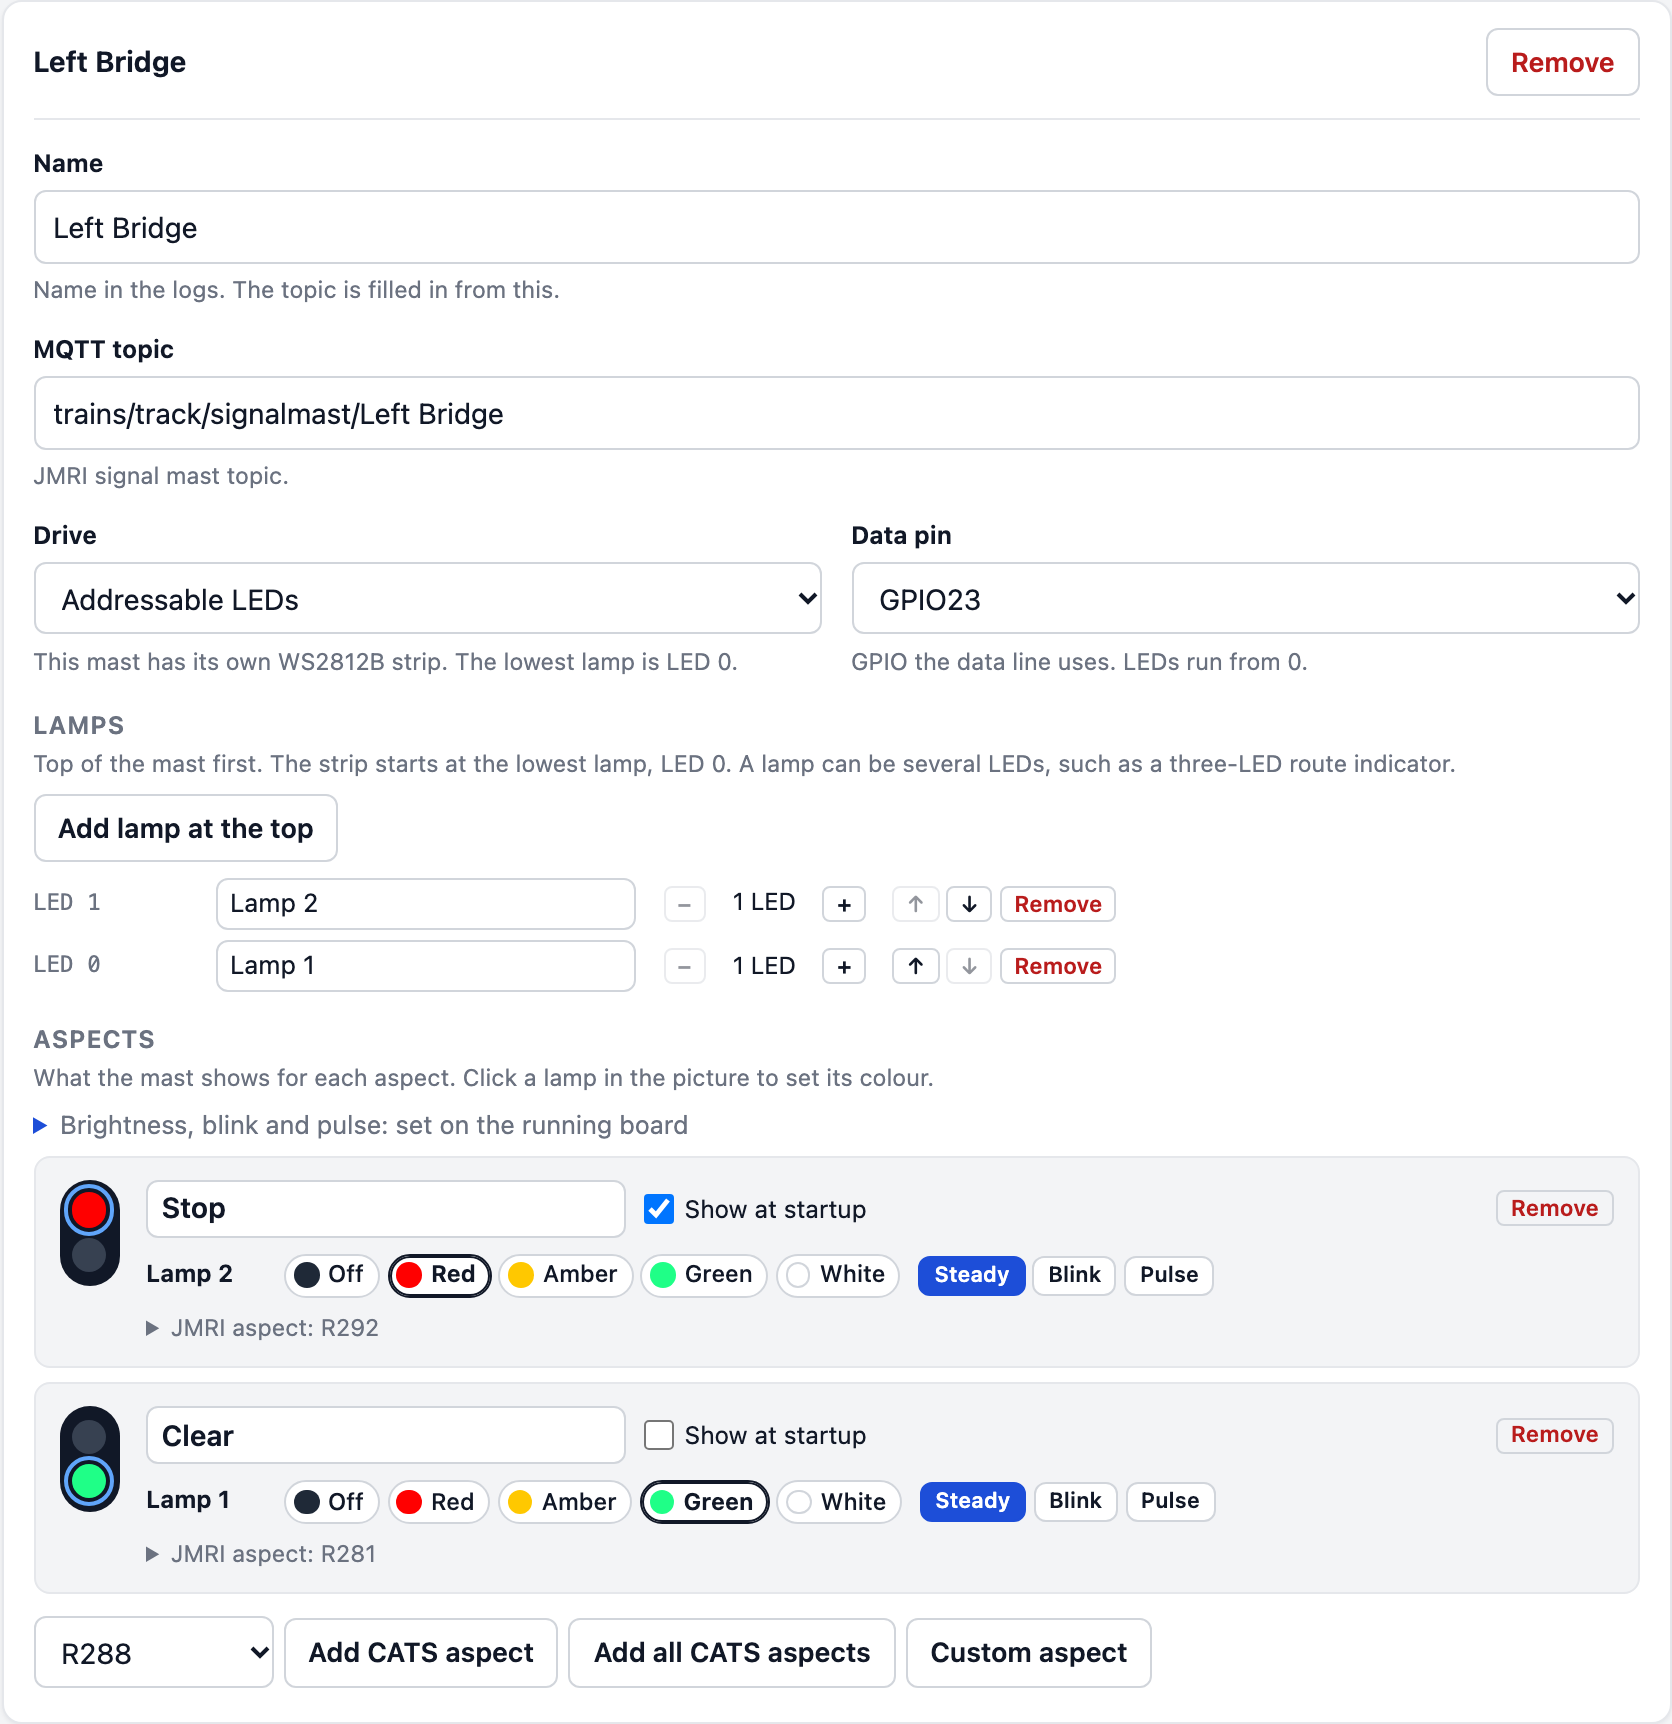 Left Bridge
Remove
Name
Left Bridge
Name in the logs. The topic is filled in from this.
MQTT topic
trains/track/signalmast/Left Bridge
JMRI signal mast topic.
Drive
Data pin
Addressable LEDs
GPIO23
This mast has its own WS2812B strip. The lowest lamp is LED 0.
GPIO the data line uses. LEDs run from 0.
LAMPS
Top of the mast first. The strip starts at the lowest lamp, LED 0. A lamp can be several LEDs, such as a three-LED route indicator.
Add lamp at the top
LED 1 Lamp 2 − 1 LED + ↑ ↓ Remove
LED 0 Lamp 1 − 1 LED + ↑ ↓ Remove
ASPECTS
What the mast shows for each aspect. Click a lamp in the picture to set its colour.
Brightness, blink and pulse: set on the running board
Stop Show at startup Remove
Lamp 2 Off Red Amber Green White Steady Blink Pulse
JMRI aspect: R292
Clear Show at startup Remove
Lamp 1 Off Red Amber Green White Steady Blink Pulse
JMRI aspect: R281
R288 Add CATS aspect Add all CATS aspects Custom aspect